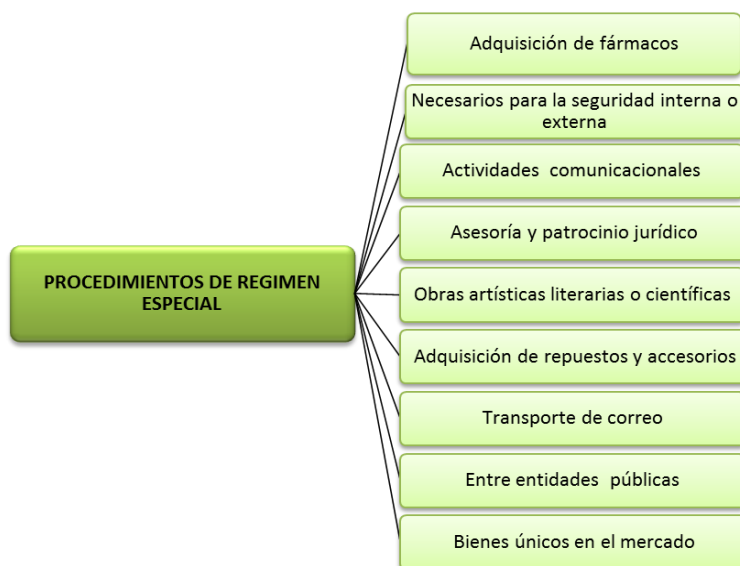 Adquisición de fármacos
Necesarios para la seguridad interna o
externa
Actividades comunicacionales
Asesoría y patrocinio jurídico
PROCEDIMIENTOS DE REGIMEN
ESPECIAL
Obras artísticas literarias o científicas
Adquisición de repuestos y accesorios
Transporte de correo
Entre entidades públicas
Bienes únicos en el mercado